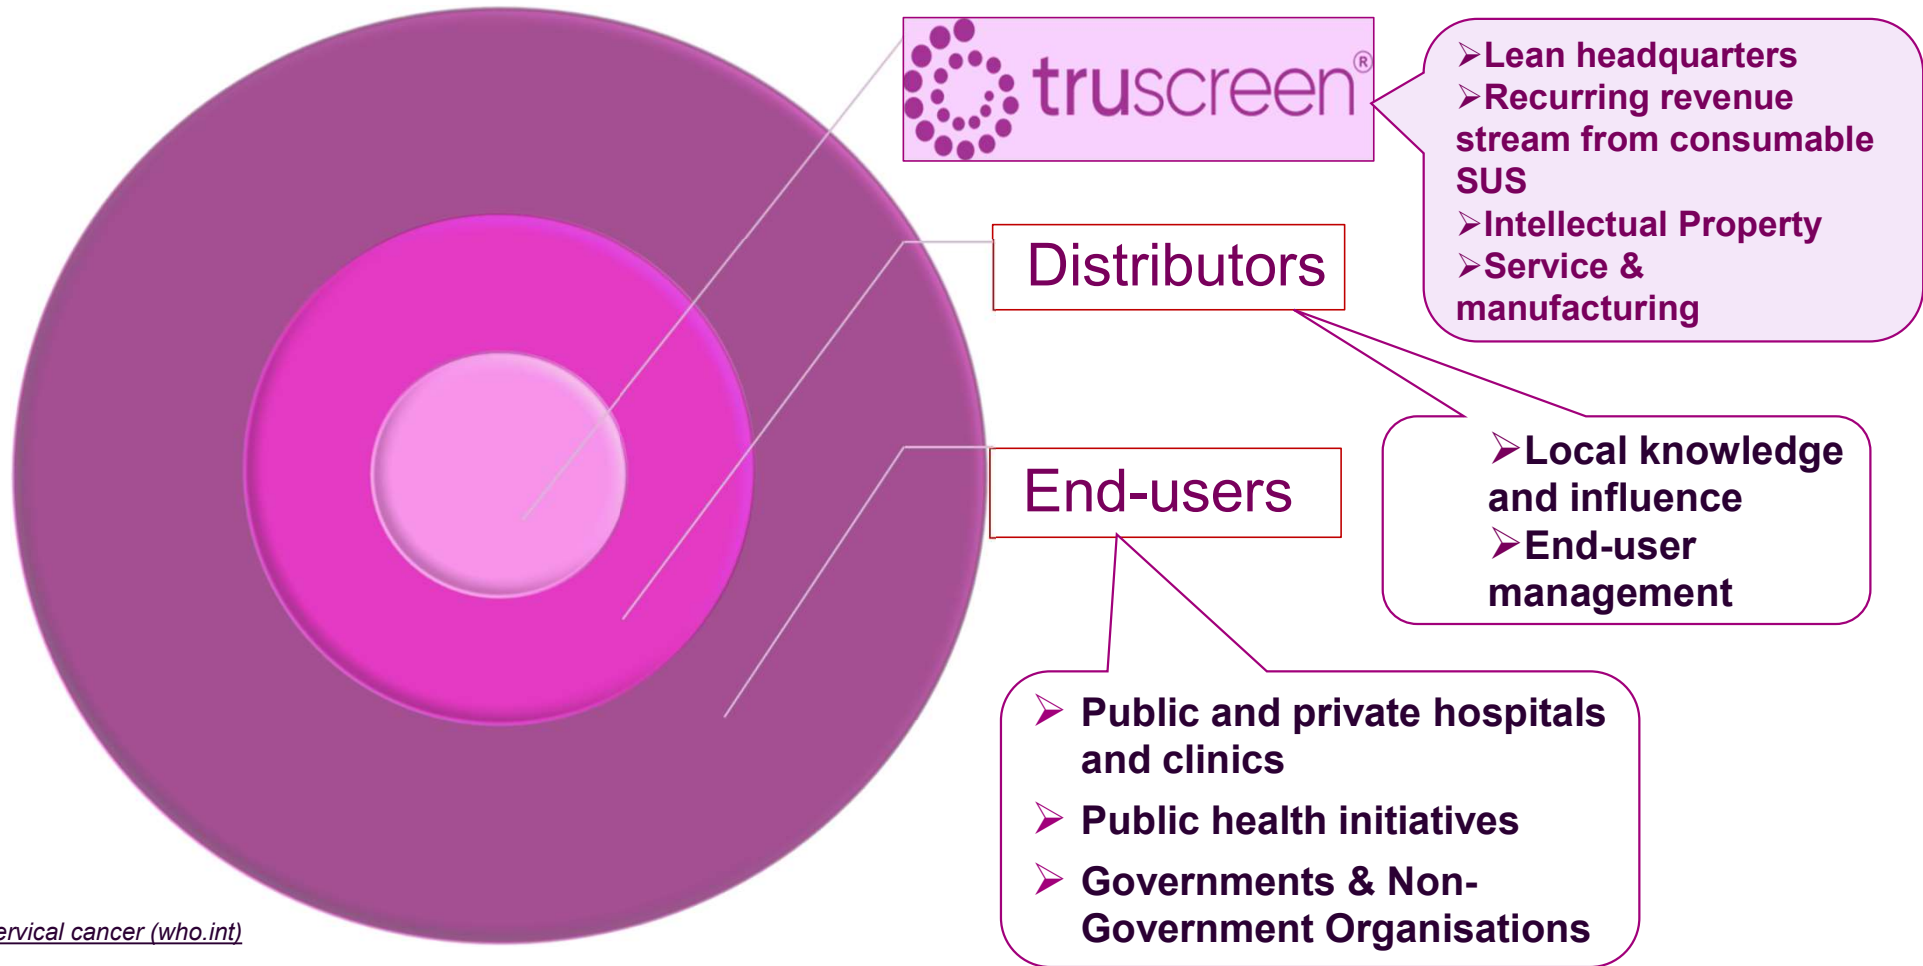 truscreen®
➢Lean headquarters
➢Recurring revenue
stream from consumable
SUS
➢Intellectual Property
➢Service &
manufacturing
Distributors
➢Local knowledge
and influence
➢End-user
management
End-users
➢ Public and private hospitals
and clinics
➢ Public health initiatives
➢ Governments & Non-
Government Organisations
ervical cancer (who.int)